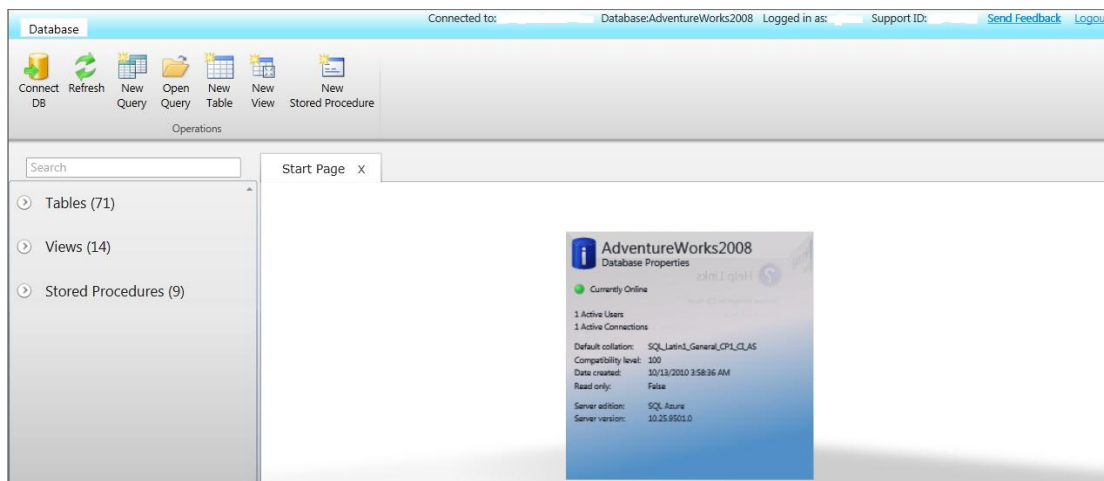 Connected to: Database:AdventureWorks2008 Logged in as: Support ID: Send Feedback
Database
Connect DB
Refresh
New Query
Open Query
New Table
New View
New Stored Procedure
Operations
Search
Start Page X
Tables (71)
Views (14)
Stored Procedures (9)
AdventureWorks2008
Database Properties
Help Links
Currently Online
1 Active Users
1 Active Connections
Default collation: SQL_Latin1_General_CP1_CI_AS
Compatibility level: 100
Date created: 10/13/2010 3:58:36 AM
Read only: False
Server edition: SQL Azure
Server version: 10.25.9501.0